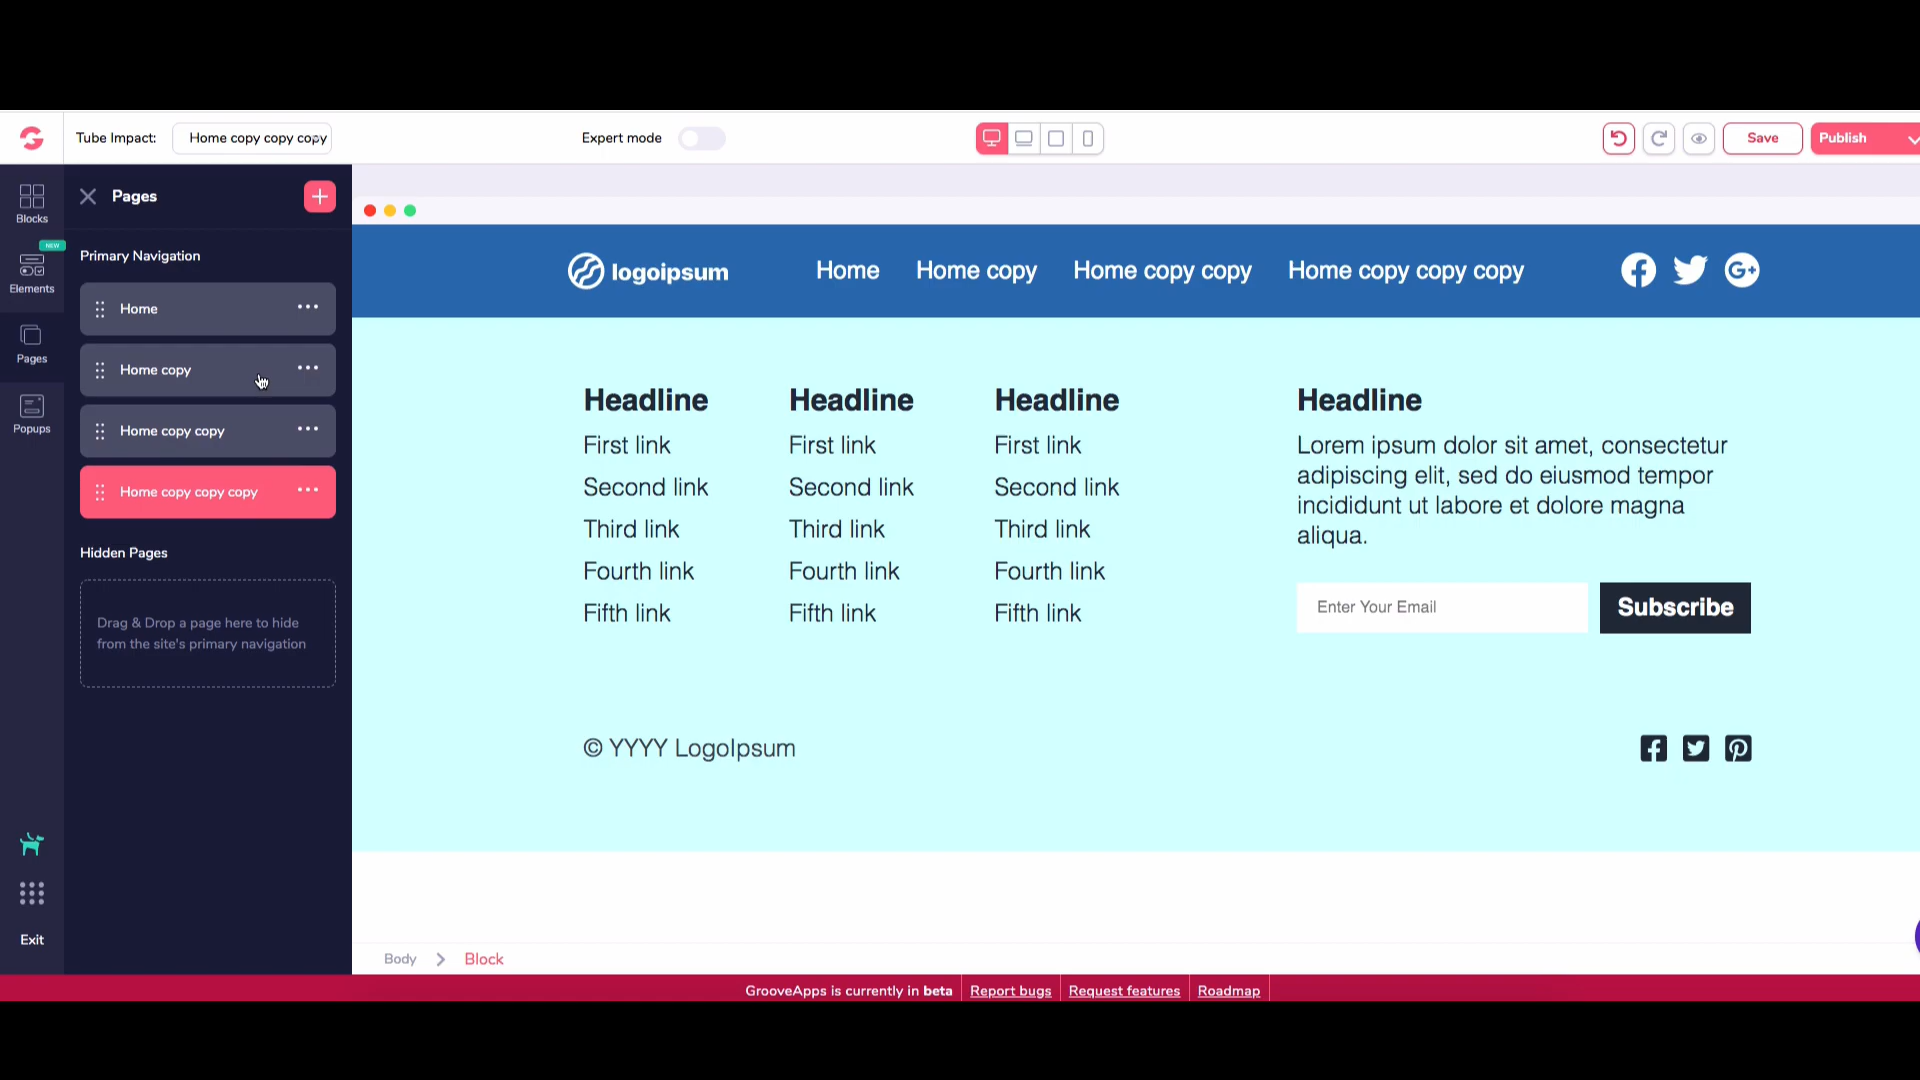 Tube Impact: Home copy copy copy Expert mode Save Publish
Blocks
NEW
Elements
Pages
Popups
Exit
Pages
Primary Navigation
Home
Home copy
Home copy copy
Home copy copy copy
Hidden Pages
Drag & Drop a page here to hide
from the site's primary navigation
logoipsum Home Home copy Home copy copy Home copy copy copy
Headline
First link
Second link
Third link
Fourth link
Fifth link
Headline
First link
Second link
Third link
Fourth link
Fifth link
Headline
First link
Second link
Third link
Fourth link
Fifth link
Headline
Lorem ipsum dolor sit amet, consectetur
adipiscing elit, sed do eiusmod tempor
incididunt ut labore et dolore magna
aliqua.
Enter Your Email Subscribe
© YYYY LogoIpsum
Body Block
GrooveApps is currently in beta Report bugs Request features Roadmap